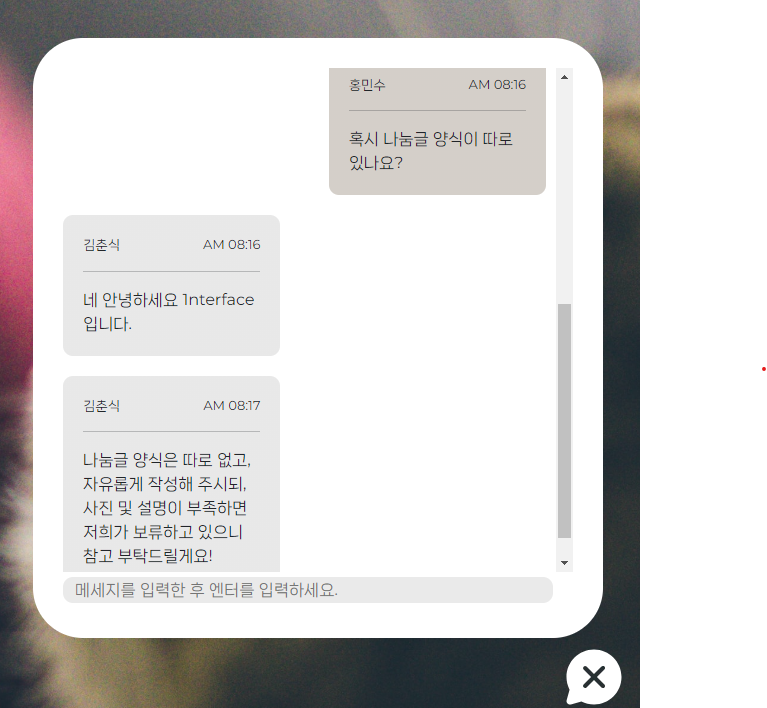 홍민수 AM 08:16
혹시 나눔글 양식이 따로
있나요?
김춘식 AM 08:16
네 안녕하세요 1nterface
입니다.
김춘식 AM 08:17
나눔글 양식은 따로 없고,
자유롭게 작성해 주시되,
사진 및 설명이 부족하면
저희가 보류하고 있으니
참고 부탁드릴게요!
메세지를 입력한 후 엔터를 입력하세요.